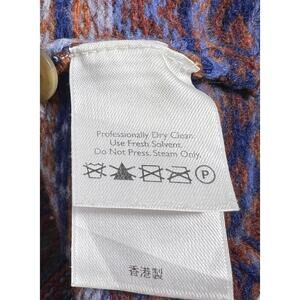 Professionally Dry Clean.
Use Fresh Solvent.
Do Not Press. Steam Only.
P
香港製